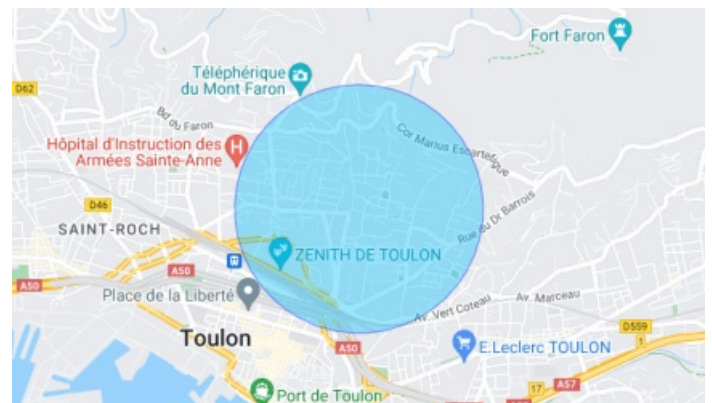 Fort Faron
Téléphérique
du Mont Faron
D62
Bd du Faron
Cor Marius Escartefigue
Hôpital d'Instruction des
Armées Sainte-Anne
D46
SAINT-ROCH
Rue du Dr Barrois
ZENITH DE TOULON
A50
A50
Place de la Liberté
Av. Vert Coteau
Av. Marceau
D559
Toulon
A50
E.Leclerc TOULON
1
17
A57
Port de Toulon